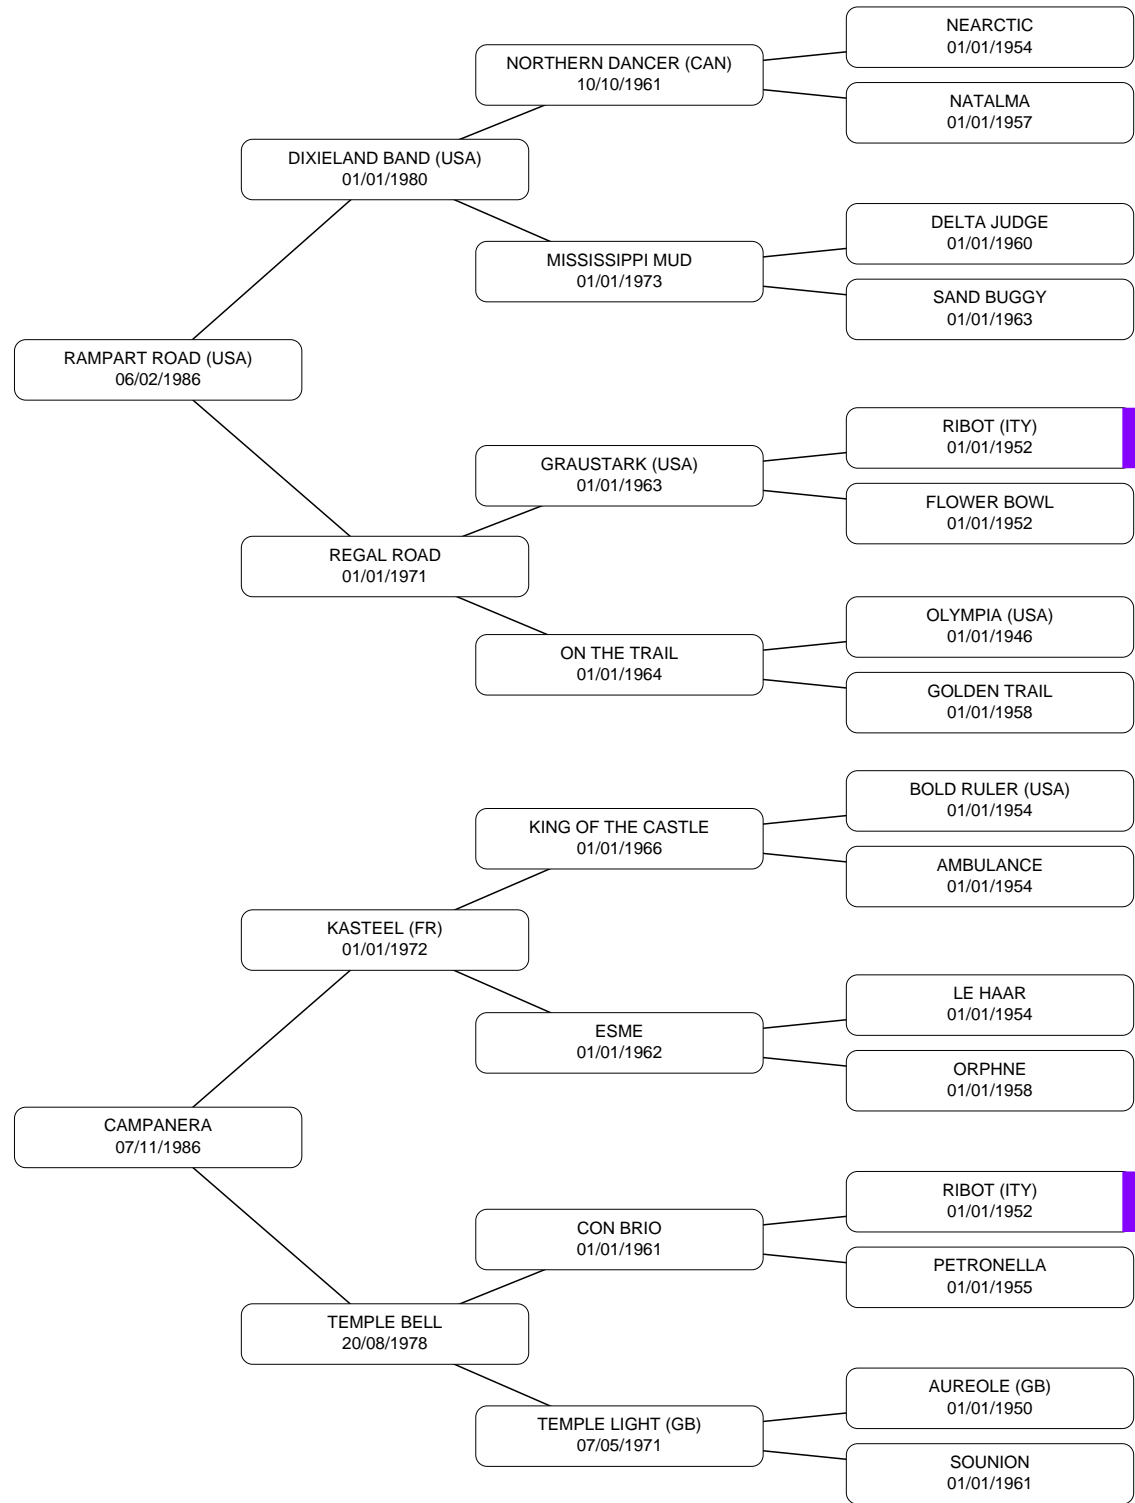 NEARCTIC
01/01/1954
NORTHERN DANCER (CAN)
10/10/1961
NATALMA
01/01/1957
DIXIELAND BAND (USA)
01/01/1980
DELTA JUDGE
01/01/1960
MISSISSIPPI MUD
01/01/1973
SAND BUGGY
01/01/1963
RAMPART ROAD (USA)
06/02/1986
RIBOT (ITY)
01/01/1952
GRAUSTARK (USA)
01/01/1963
FLOWER BOWL
01/01/1952
REGAL ROAD
01/01/1971
OLYMPIA (USA)
01/01/1946
ON THE TRAIL
01/01/1964
GOLDEN TRAIL
01/01/1958
BOLD RULER (USA)
01/01/1954
KING OF THE CASTLE
01/01/1966
AMBULANCE
01/01/1954
KASTEEL (FR)
01/01/1972
LE HAAR
01/01/1954
ESME
01/01/1962
ORPHNE
01/01/1958
CAMPANERA
07/11/1986
RIBOT (ITY)
01/01/1952
CON BRIO
01/01/1961
PETRONELLA
01/01/1955
TEMPLE BELL
20/08/1978
AUREOLE (GB)
01/01/1950
TEMPLE LIGHT (GB)
07/05/1971
SOUNION
01/01/1961